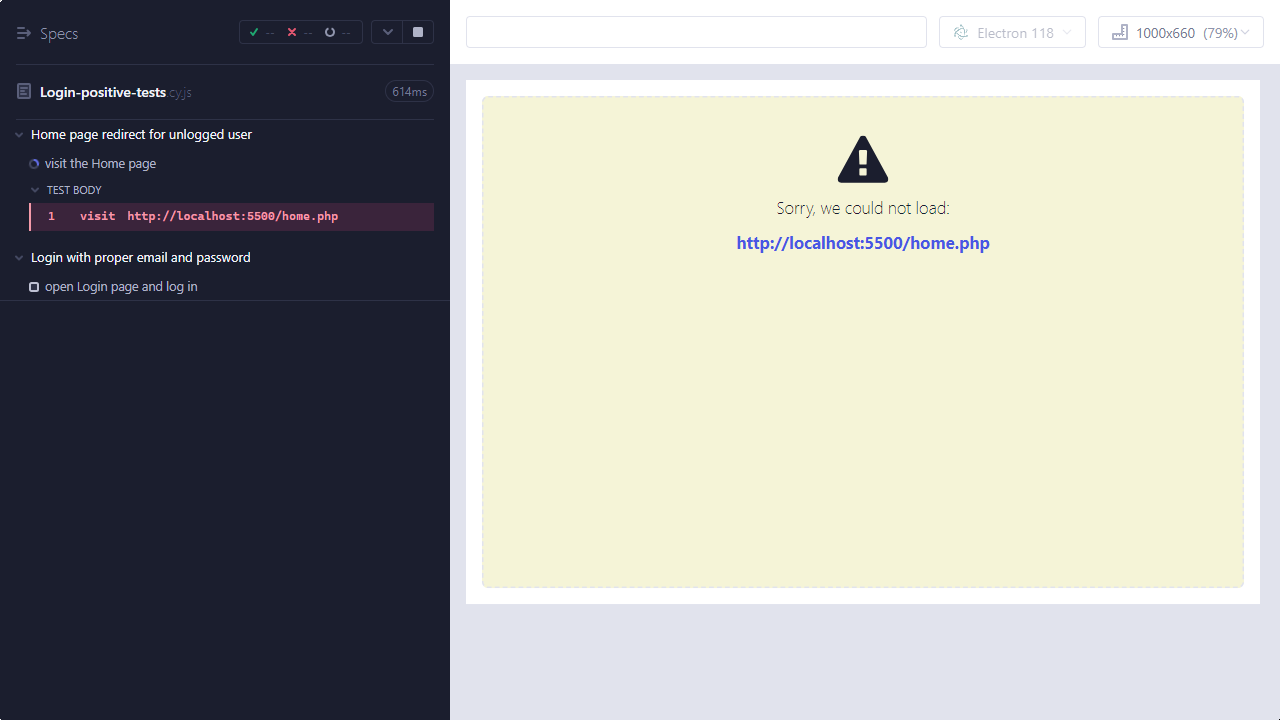 Specs
-- -- --
Login-positive-tests.cy.js
614ms
Home page redirect for unlogged user
visit the Home page
TEST BODY
1 visit http://localhost:5500/home.php
Login with proper email and password
open Login page and log in
Electron 118
1000x660 (79%)
Sorry, we could not load:
http://localhost:5500/home.php